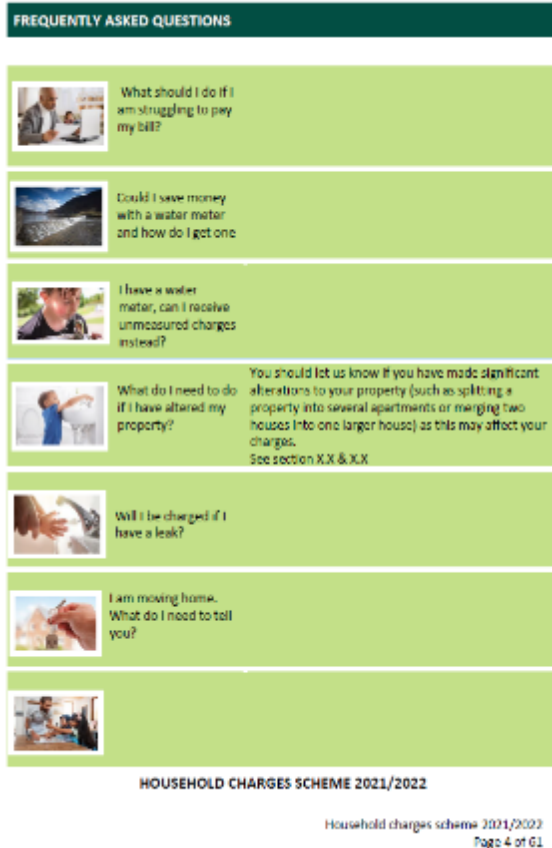 FREQUENTLY ASKED QUESTIONS
What should I do if I
am struggling to pay
my bill?
Could I save money
with a water meter
and how do I get one
I have a water
meter, can I receive
unmeasured charges
instead?
What do I need to do
if I have altered my
property?
You should let us know if you have made significant
alterations to your property (such as splitting a
property into several apartments or merging two
houses into one larger house) as this may affect your
charges.
See section X.X & X.X
Will I be charged if I
have a leak?
I am moving home.
What do I need to tell
you?
HOUSEHOLD CHARGES SCHEME 2021/2022
Household charges scheme 2021/2022
Page 4 of 61